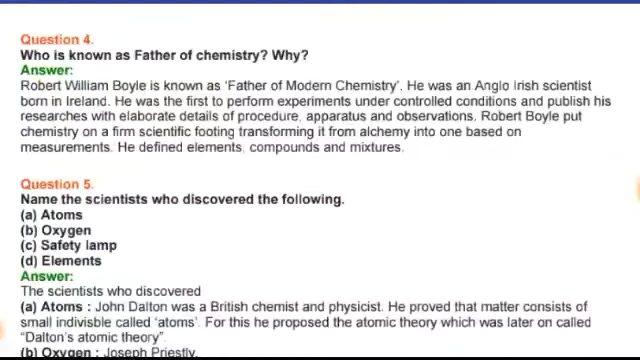 Question 4.
Who is known as Father of chemistry? Why?
Answer:
Robert William Boyle is known as ‘Father of Modern Chemistry’. He was an Anglo Irish scientist
born in Ireland. He was the first to perform experiments under controlled conditions and publish his
researches with elaborate details of procedure, apparatus and observations. Robert Boyle put
chemistry on a firm scientific footing transforming it from alchemy into one based on
measurements. He defined elements, compounds and mixtures.
Question 5.
Name the scientists who discovered the following.
(a) Atoms
(b) Oxygen
(c) Safety lamp
(d) Elements
Answer:
The scientists who discovered
(a) Atoms : John Dalton was a British chemist and physicist. He proved that matter consists of
small indivisble called ‘atoms’. For this he proposed the atomic theory which was later on called
“Dalton’s atomic theory”.
(b) Oxygen : Joseph Priestly.